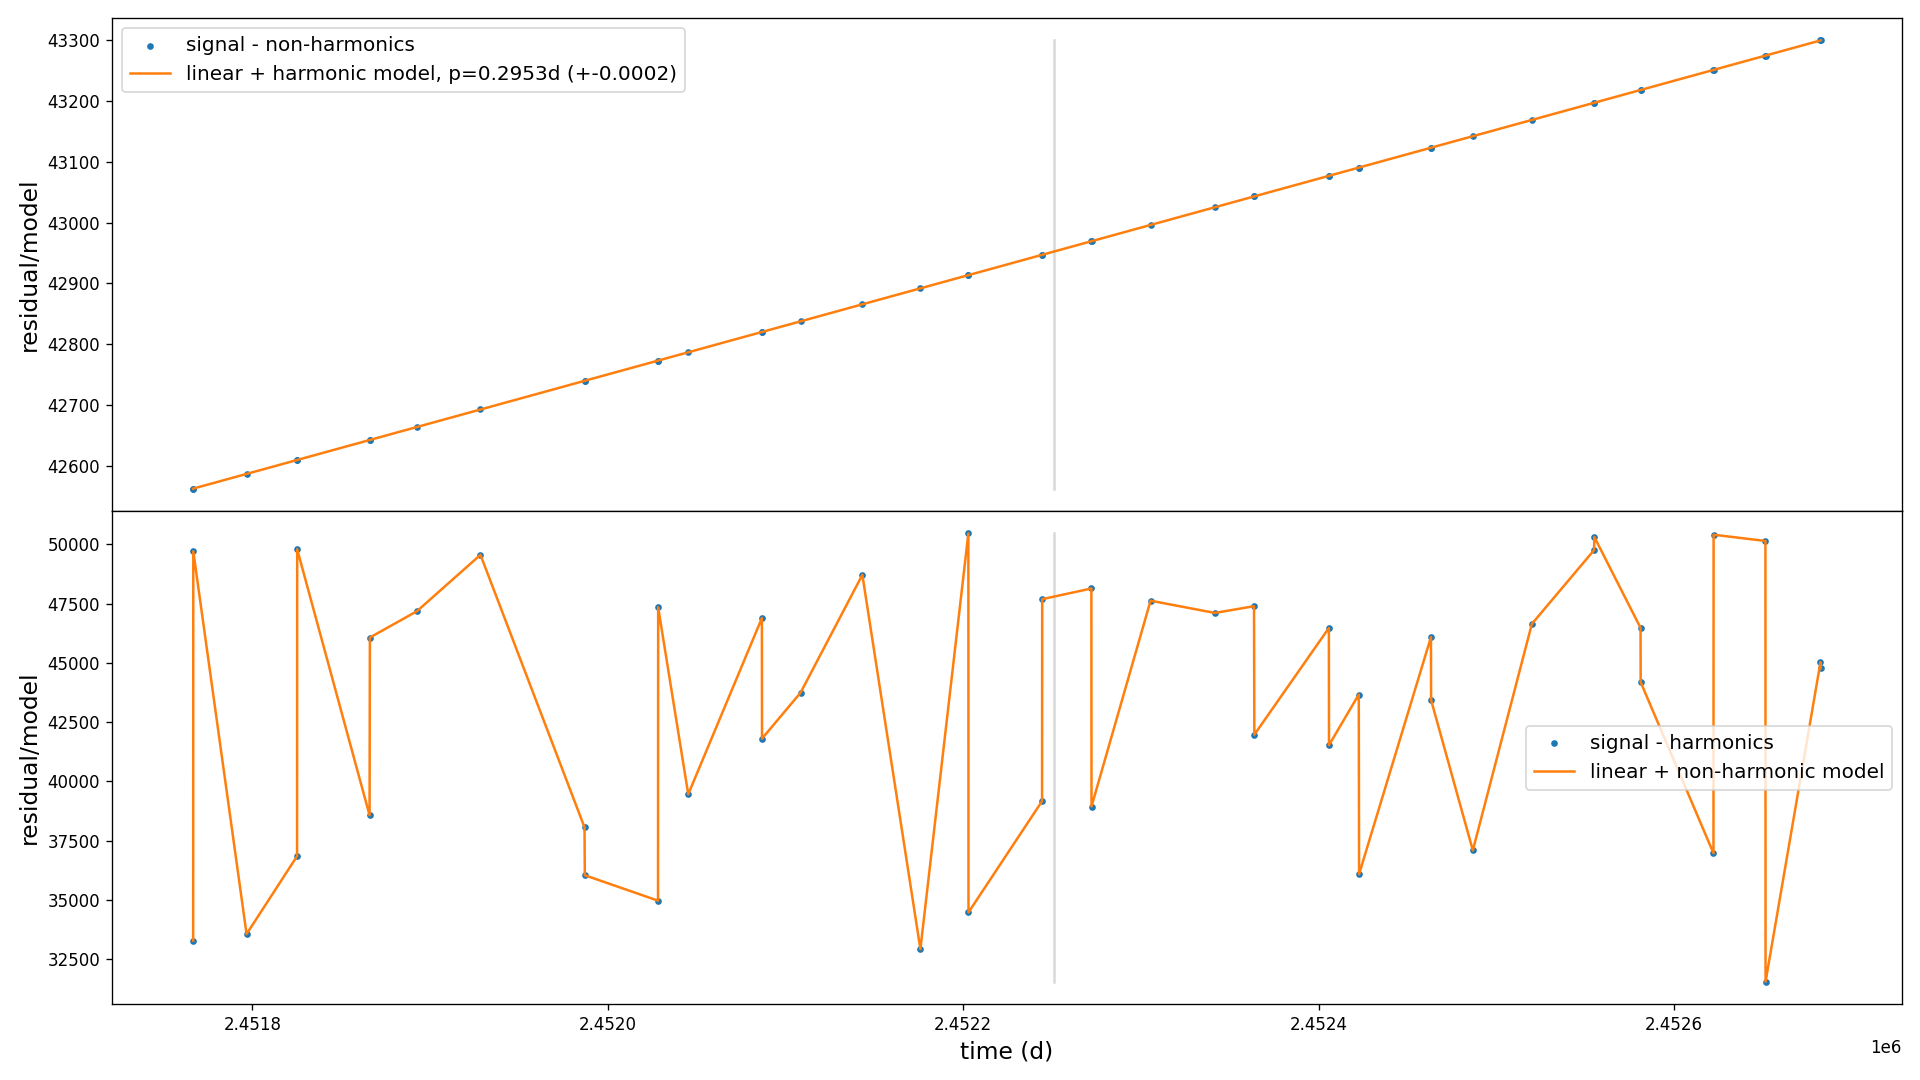 signal - non-harmonics
linear + harmonic model, p=0.2953d (+-0.0002)
residual/model
43300
43200
43100
43000
42900
42800
42700
42600
signal - harmonics
linear + non-harmonic model
residual/model
50000
47500
45000
42500
40000
37500
35000
32500
2.4518
2.4520
2.4522
2.4524
2.4526
time (d)
1e6